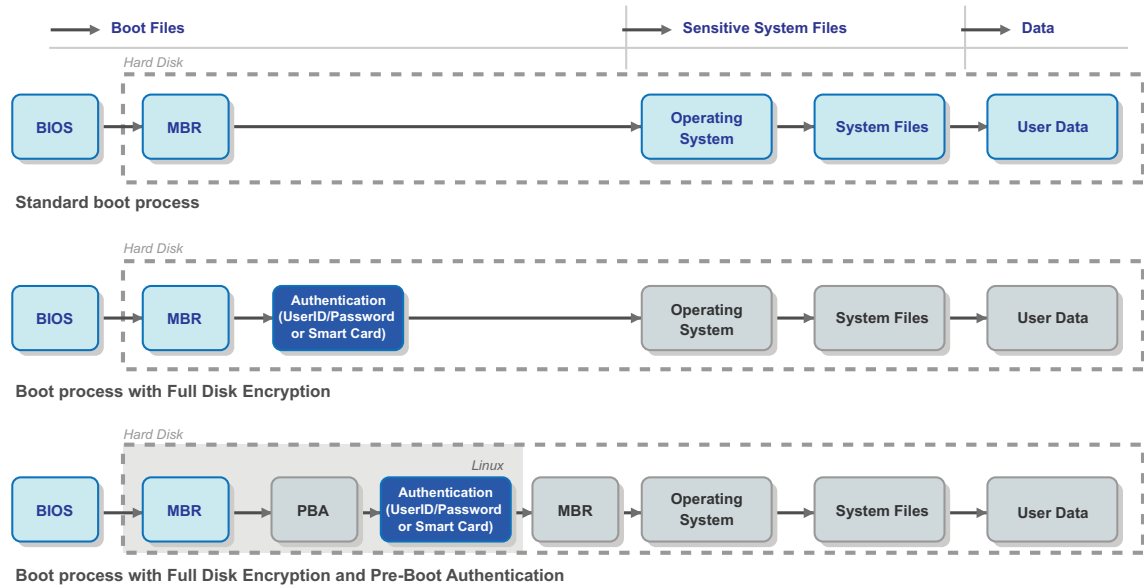 Boot Files
Sensitive System Files
Data
Hard Disk
BIOS
MBR
Operating
System
System Files
User Data
Standard boot process
Hard Disk
BIOS
MBR
Authentication
(UserID/Password
or Smart Card)
Operating
System
System Files
User Data
Boot process with Full Disk Encryption
Hard Disk
Linux
BIOS
MBR
PBA
Authentication
(UserID/Password
or Smart Card)
MBR
Operating
System
System Files
User Data
Boot process with Full Disk Encryption and Pre-Boot Authentication